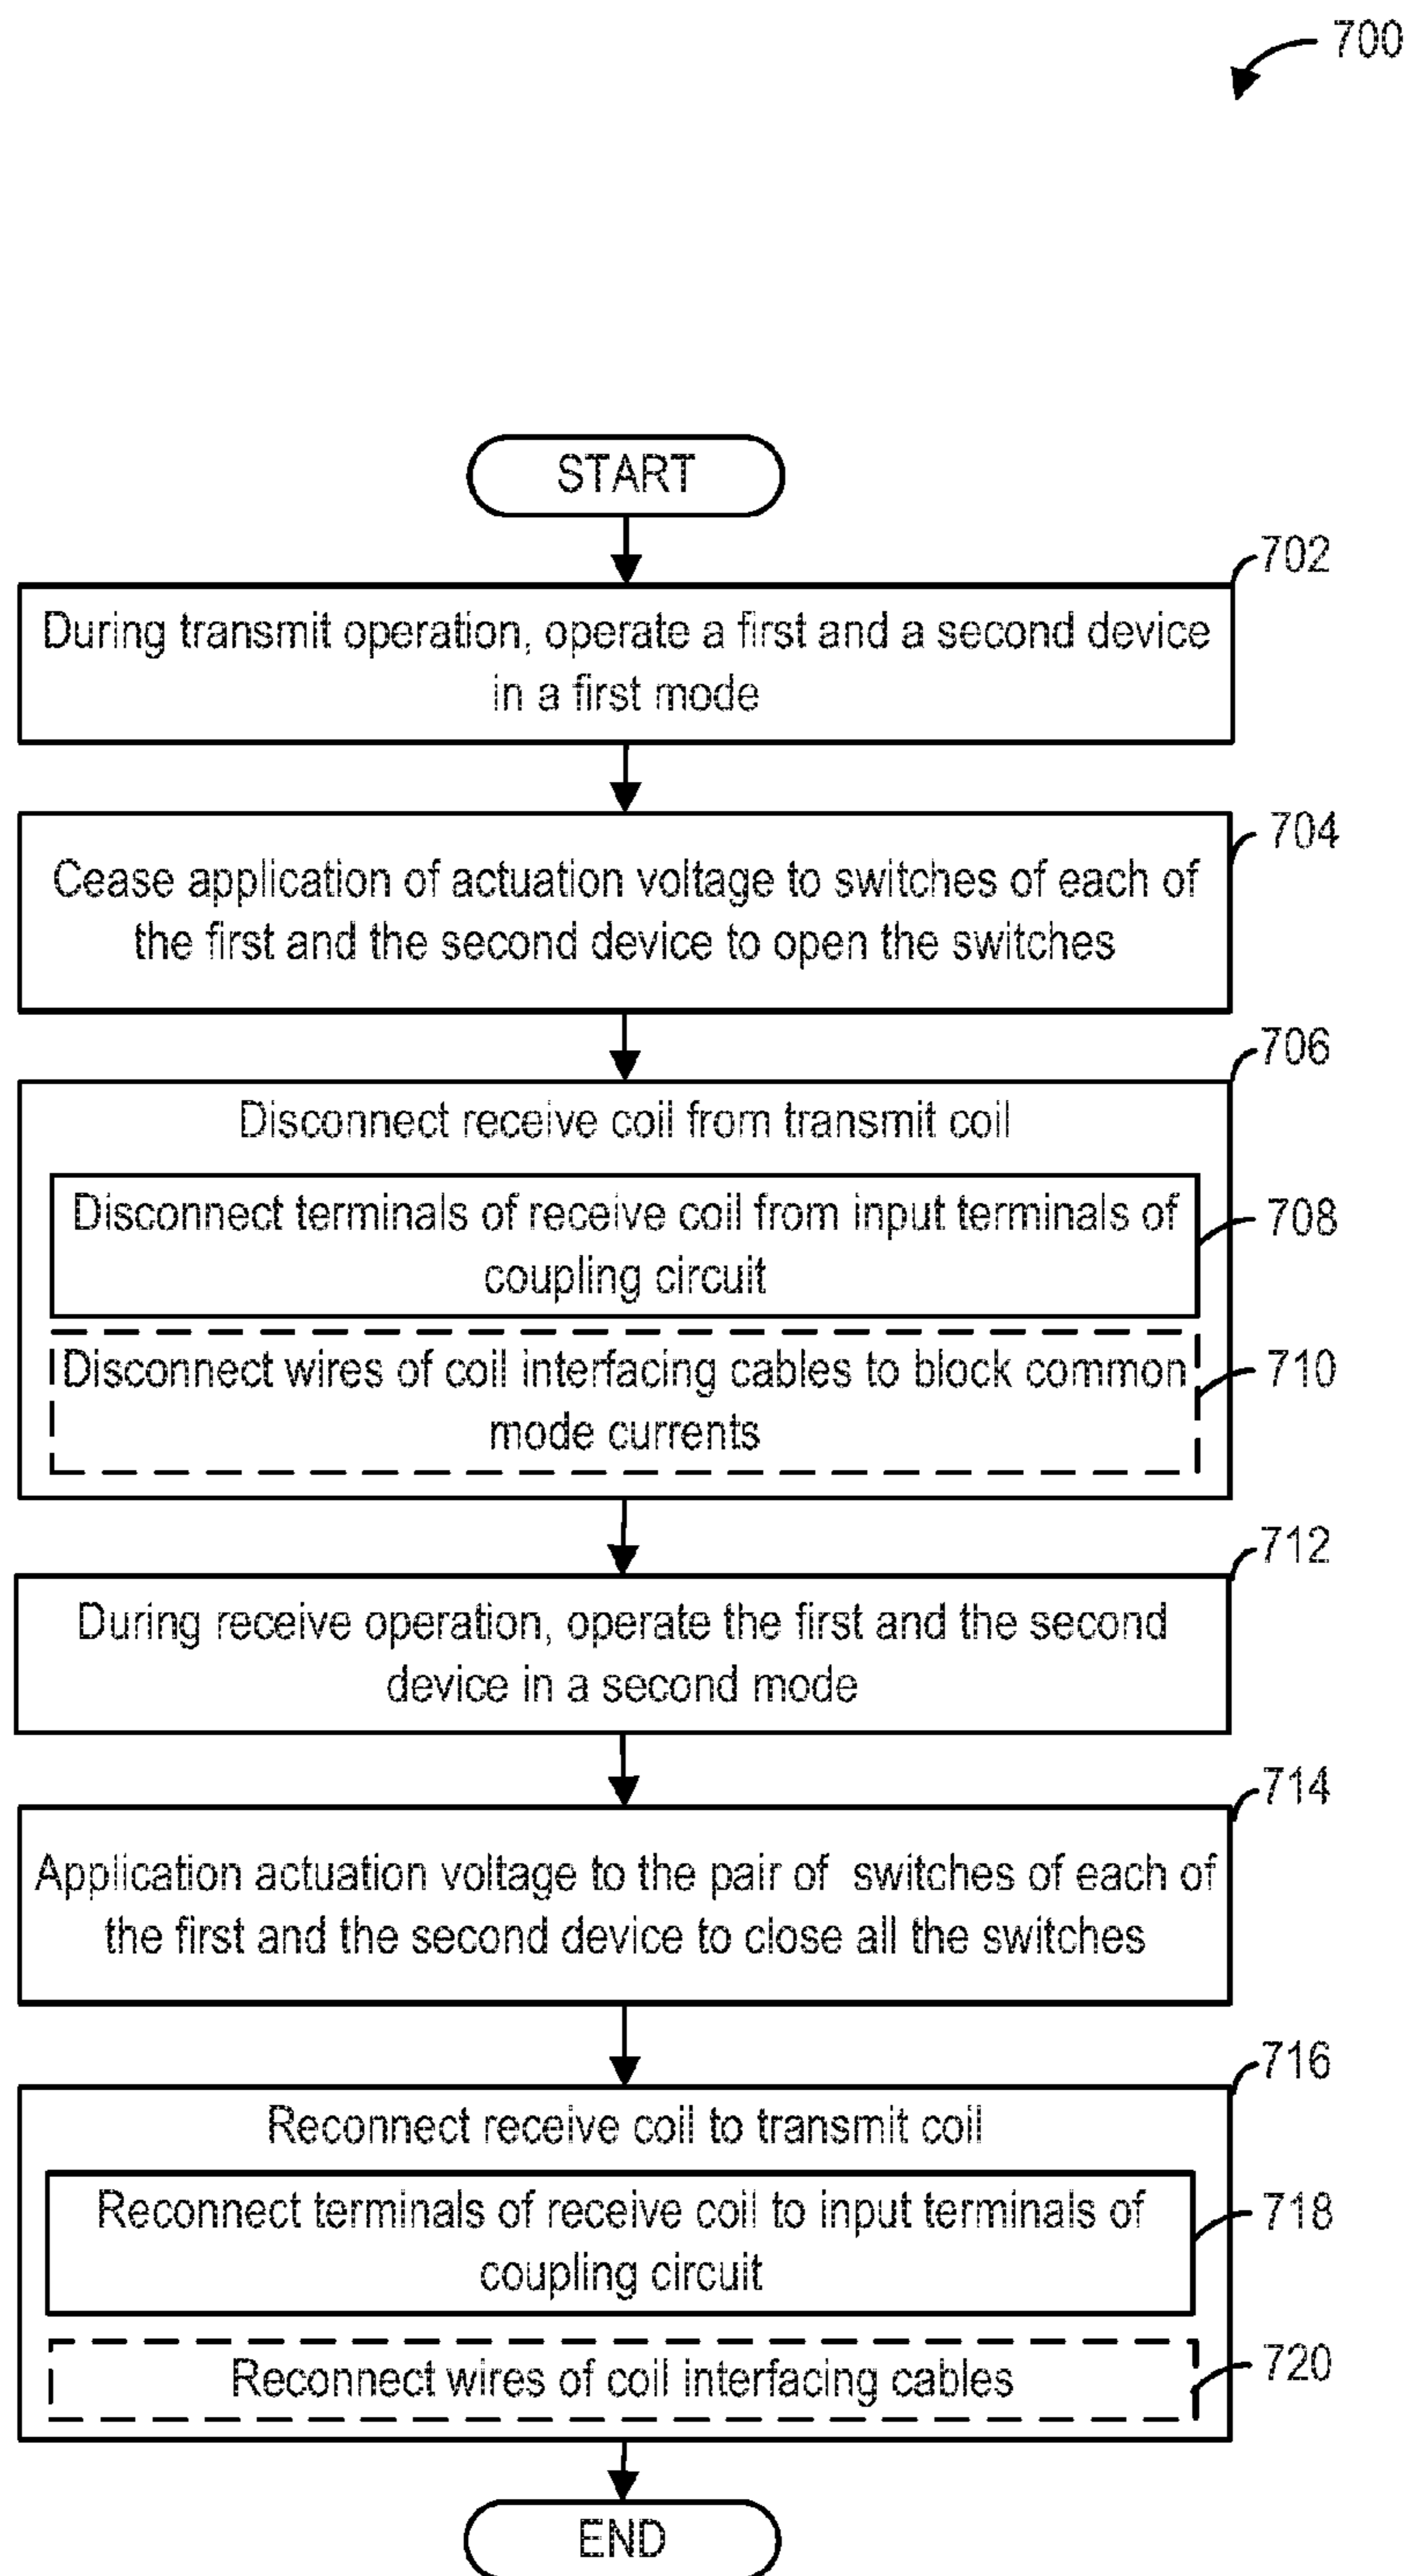 700
START
702
During transmit operation, operate a first and a second device
in a first mode
704
Cease application of actuation voltage to switches of each of
the first and the second device to open the switches
706
Disconnect receive coil from transmit coil
Disconnect terminals of receive coil from input terminals of
coupling circuit
708
Disconnect wires of coil interfacing cables to block common
mode currents
710
712
During receive operation, operate the first and the second
device in a second mode
714
Application actuation voltage to the pair of switches of each of
the first and the second device to close all the switches
716
Reconnect receive coil to transmit coil
Reconnect terminals of receive coil to input terminals of
coupling circuit
718
Reconnect wires of coil interfacing cables
720
END